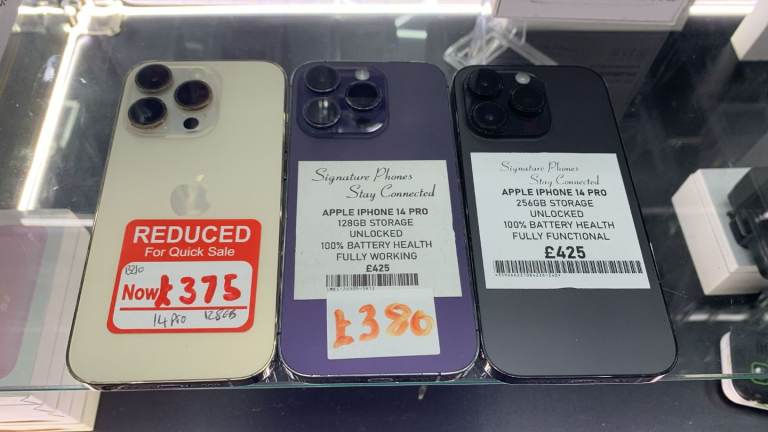 REDUCED
For Quick Sale
Now £375
14 Pro 128GB
Signature Phones
Stay Connected
APPLE IPHONE 14 PRO
128GB STORAGE
UNLOCKED
100% BATTERY HEALTH
FULLY WORKING
£425
£380
Signature Phones
Stay Connected
APPLE IPHONE 14 PRO
256GB STORAGE
UNLOCKED
100% BATTERY HEALTH
FULLY FUNCTIONAL
£425